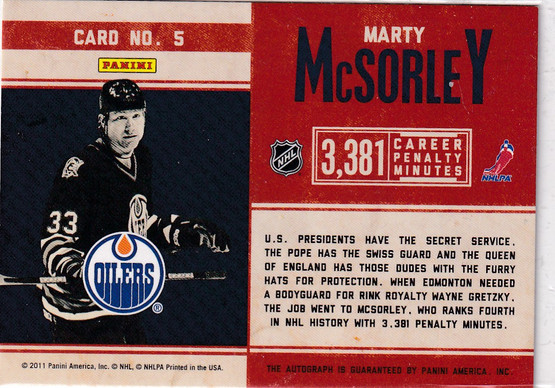 CARD NO. 5
PANINI
33
OILERS
© 2011 Panini America, Inc. © NHL, © NHLPA Printed in the USA.
MARTY
McSORLEY
NHL
3,381
CAREER
PENALTY
MINUTES
NHLPA
U.S. PRESIDENTS HAVE THE SECRET SERVICE,
THE POPE HAS THE SWISS GUARD AND THE QUEEN
OF ENGLAND HAS THOSE DUDES WITH THE FURRY
HATS FOR PROTECTION. WHEN EDMONTON NEEDED
A BODYGUARD FOR RINK ROYALTY WAYNE GRETZKY,
THE JOB WENT TO MCSORLEY, WHO RANKS FOURTH
IN NHL HISTORY WITH 3,381 PENALTY MINUTES.
THE AUTOGRAPH IS GUARANTEED BY PANINI AMERICA, INC.